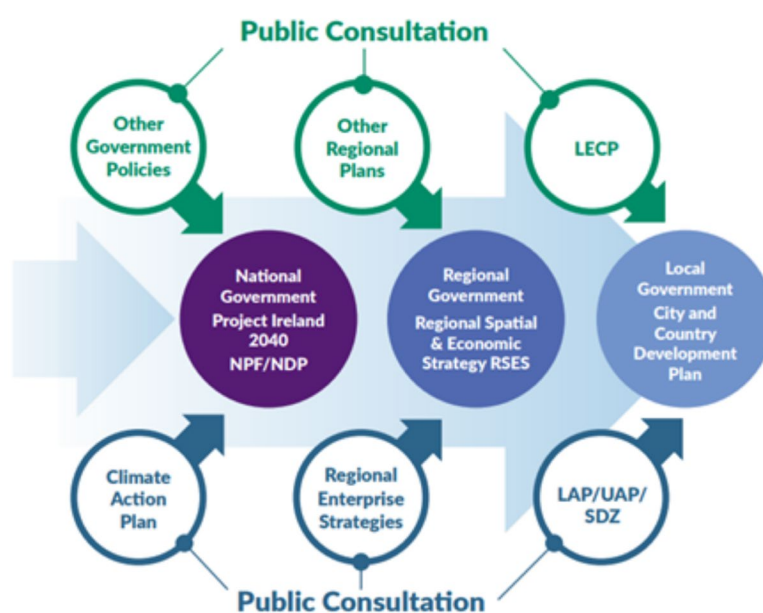 Public Consultation
Other
Government
Policies
Other
Regional
Plans
LECP
National
Government
Project Ireland
2040
NPF/NDP
Regional
Government
Regional Spatial
& Economic
Strategy RSES
Local
Government
City and
Country
Development
Plan
Climate
Action
Plan
Regional
Enterprise
Strategies
LAP/UAP/
SDZ
Public Consultation